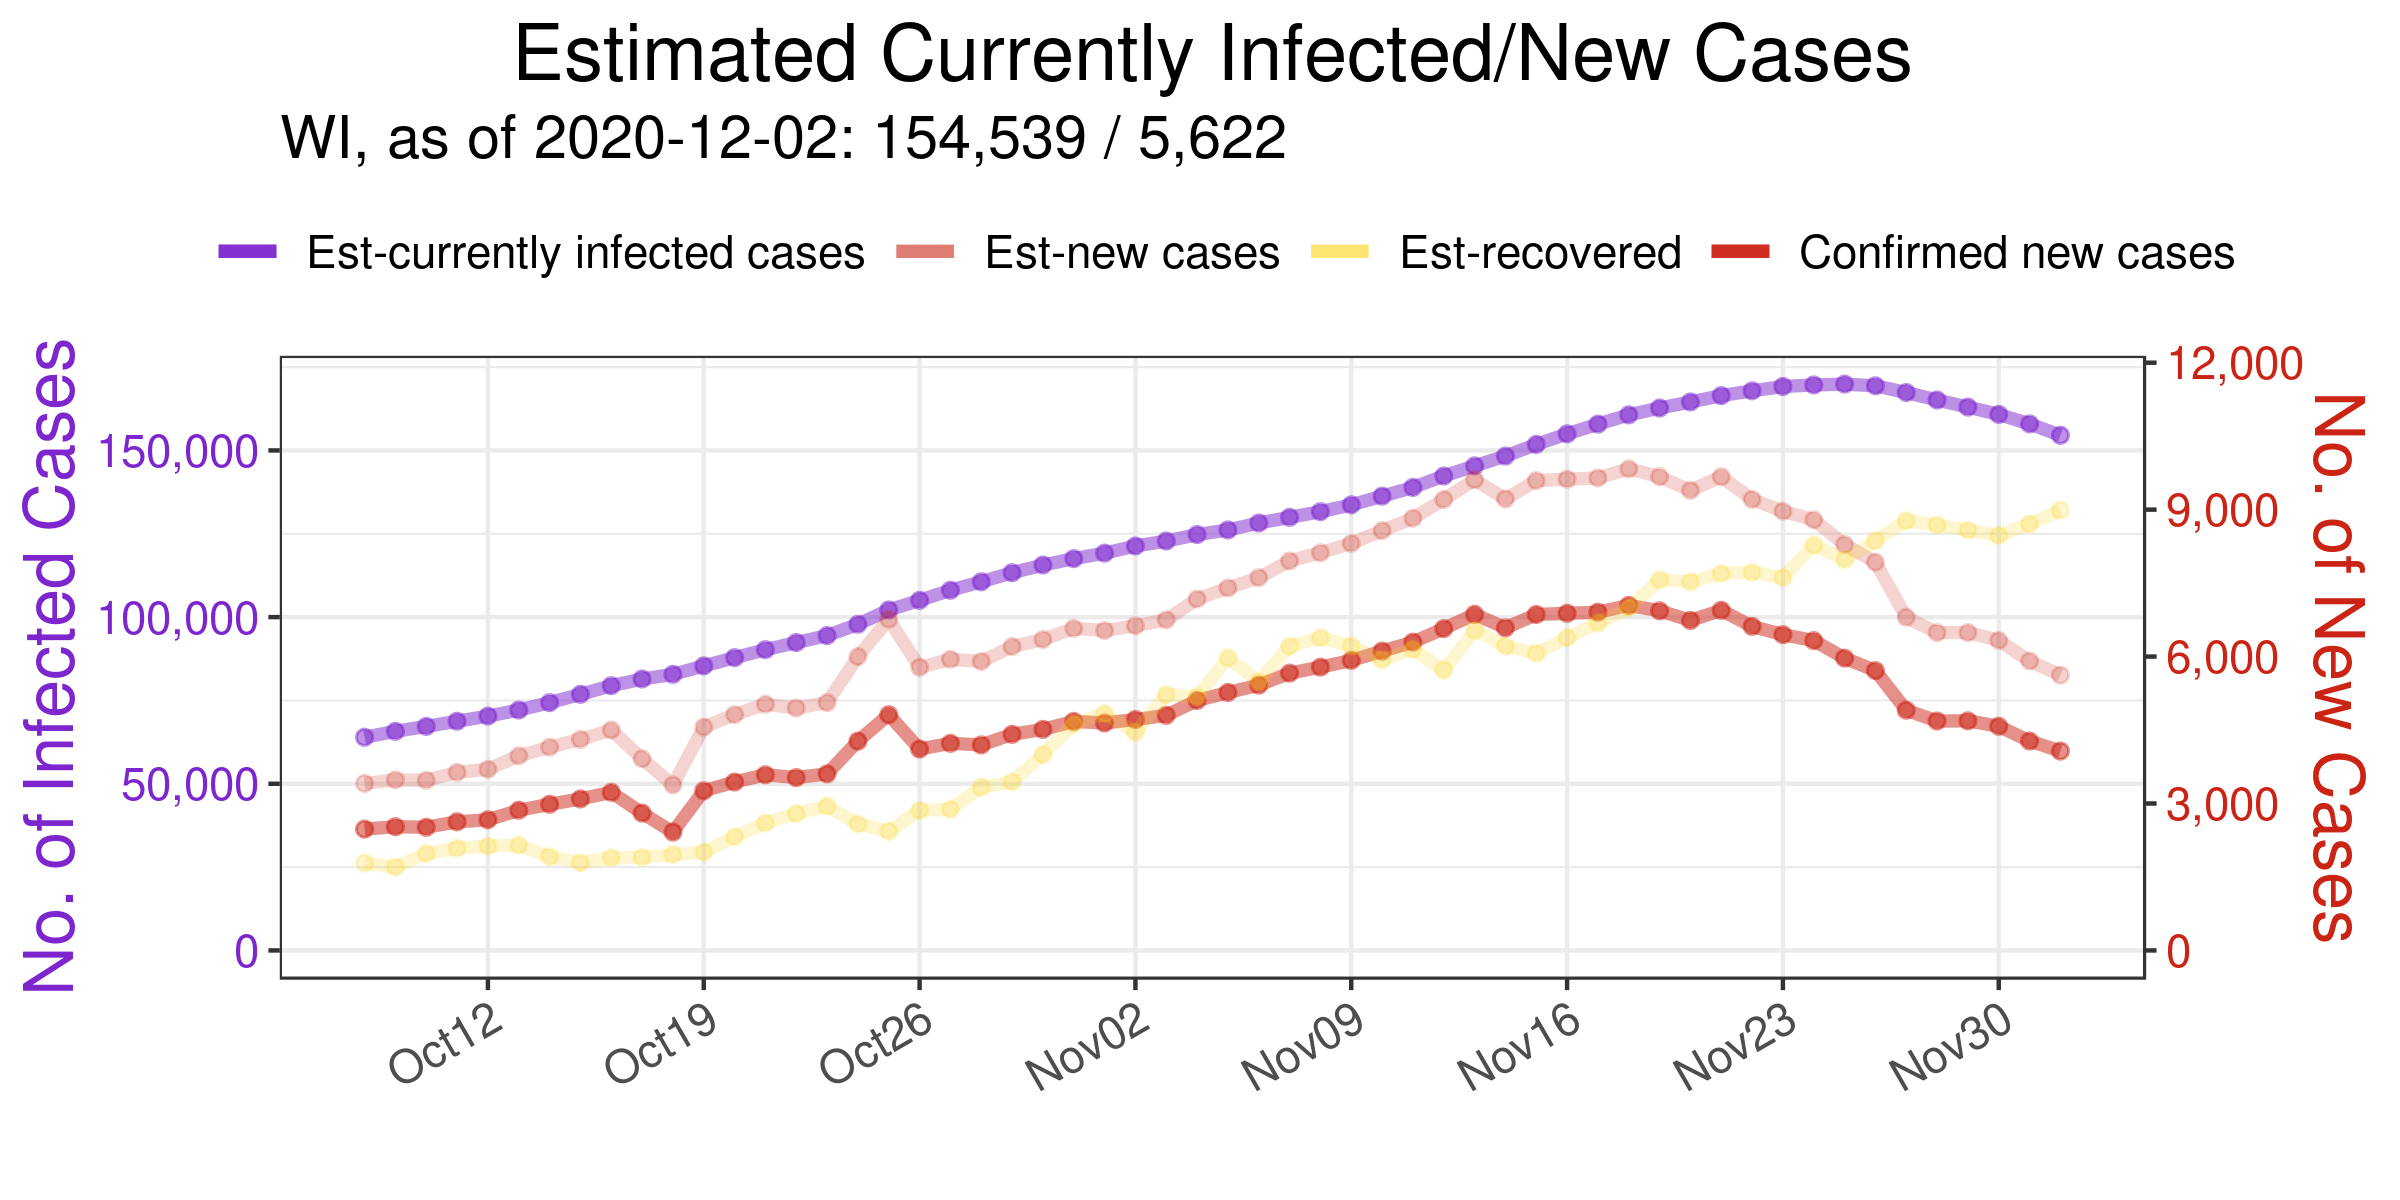 Estimated Currently Infected/New Cases
WI, as of 2020-12-02: 154,539 / 5,622
Est-currently infected cases Est-new cases Est-recovered Confirmed new cases
No. of Infected Cases
150,000
100,000
50,000
0
12,000
9,000
6,000
3,000
0
No. of New Cases
Oct12 Oct19 Oct26 Nov02 Nov09 Nov16 Nov23 Nov30